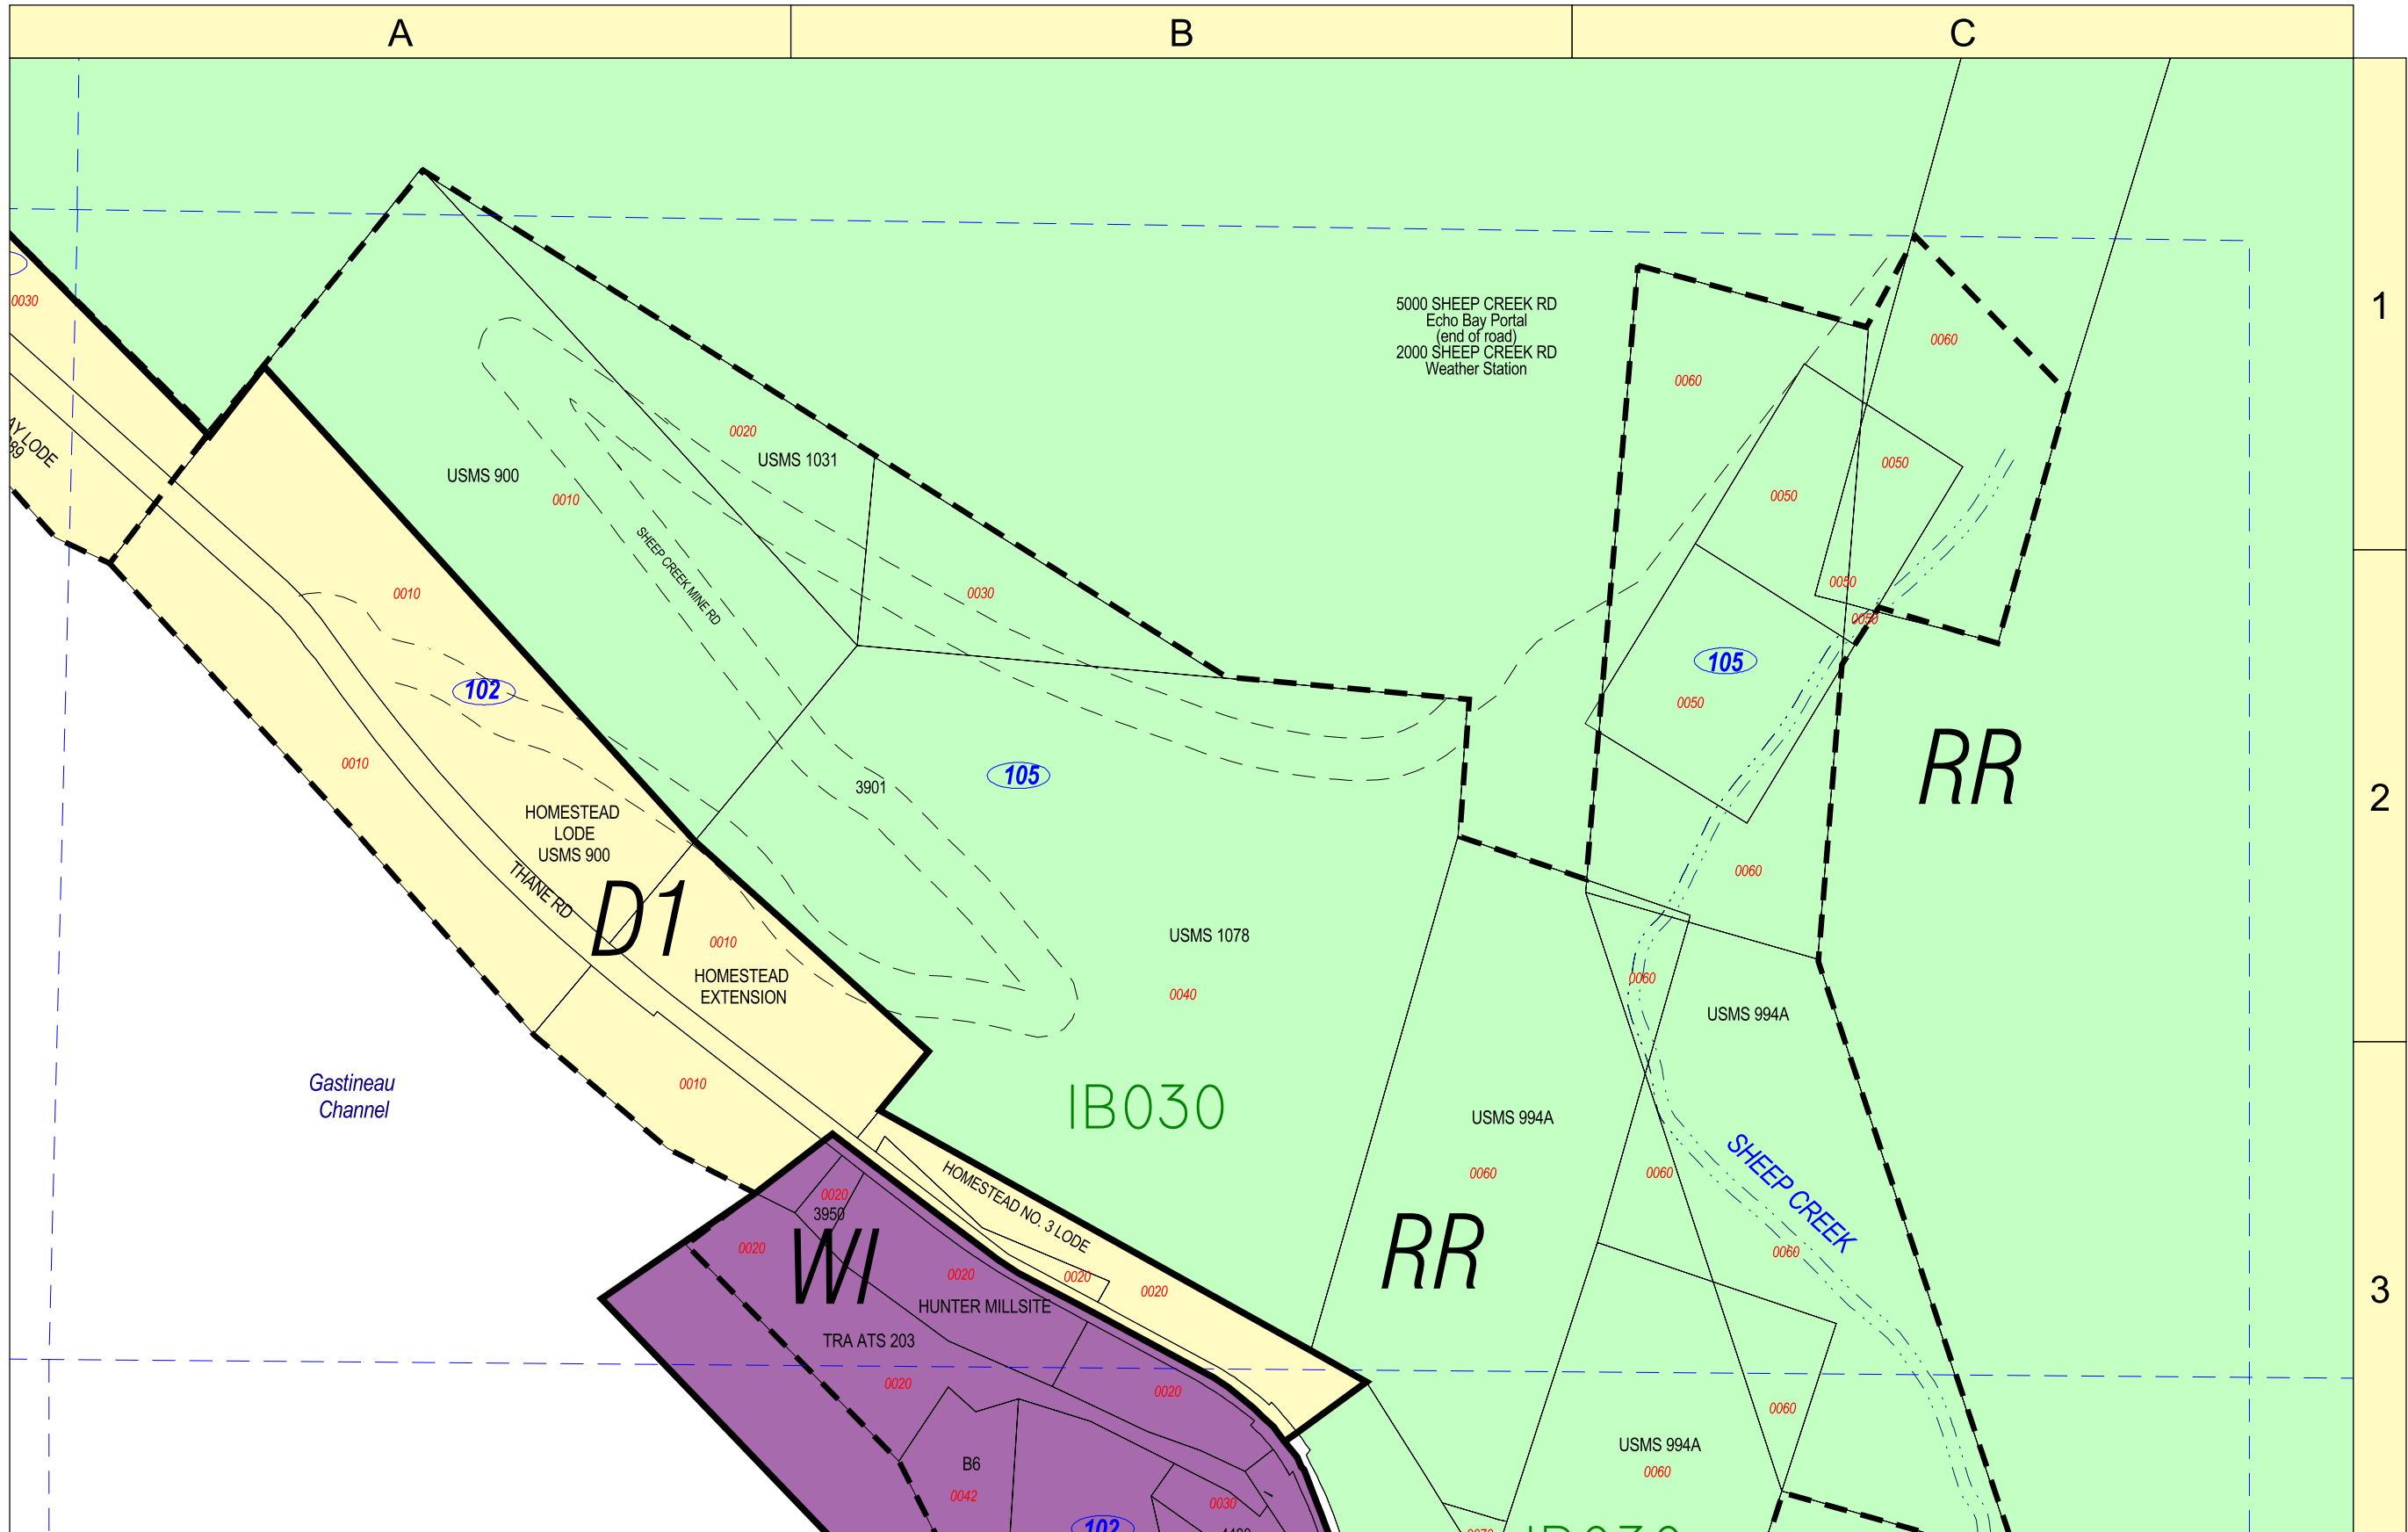 A
B
C
1
2
3
0030
AY LODE
89
5000 SHEEP CREEK RD
Echo Bay Portal
(end of road)
2000 SHEEP CREEK RD
Weather Station
0060
0060
0050
0050
0050
0050
0020
USMS 1031
USMS 900
0010
SHEEP CREEK MINE RD
0010
0030
102
105
0050
RR
0010
3901
105
HOMESTEAD
LODE
USMS 900
THANE RD
D1
0010
HOMESTEAD
EXTENSION
USMS 1078
0040
0060
0060
USMS 994A
Gastineau
Channel
0010
IB030
USMS 994A
0060
0060
SHEEP CREEK
0060
HOMESTEAD NO. 3 LODE
0020
3950
WI
0020
0020
0020
0020
RR
HUNTER MILLSITE
TRA ATS 203
0020
0020
0060
USMS 994A
0060
B6
0042
0030
102